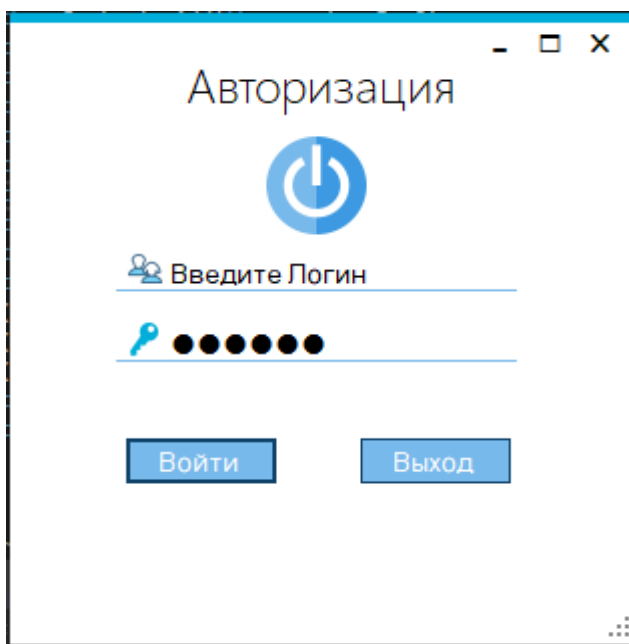 Авторизация
Введите Логин
●●●●●●
Войти
Выход